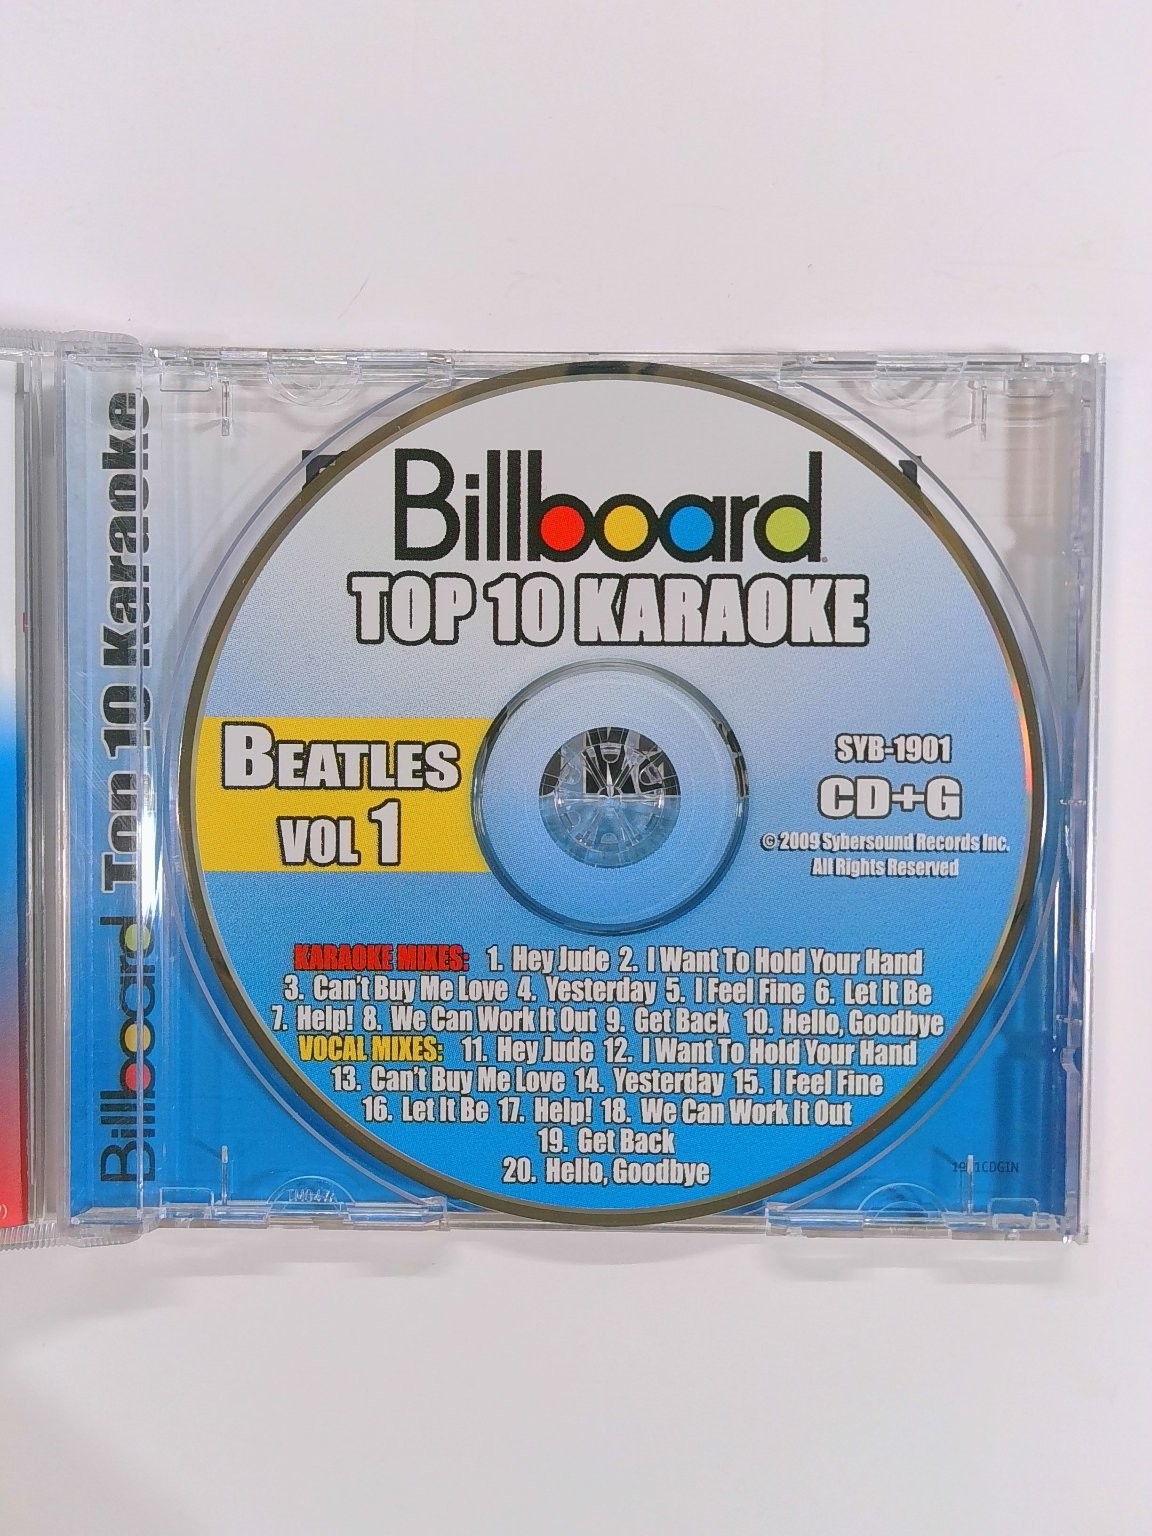 Billboard Top 10 Karaoke
Billboard
TOP 10 KARAOKE
BEATLES
VOL 1
SYB-1901
CD+G
© 2009 Sybersound Records Inc.
All Rights Reserved
KARAOKE MIXES: 1. Hey Jude 2. I Want To Hold Your Hand
3. Can't Buy Me Love 4. Yesterday 5. I Feel Fine 6. Let It Be
7. Help! 8. We Can Work It Out 9. Get Back 10. Hello, Goodbye
VOCAL MIXES: 11. Hey Jude 12. I Want To Hold Your Hand
13. Can't Buy Me Love 14. Yesterday 15. I Feel Fine
16. Let It Be 17. Help! 18. We Can Work It Out
19. Get Back
20. Hello, Goodbye